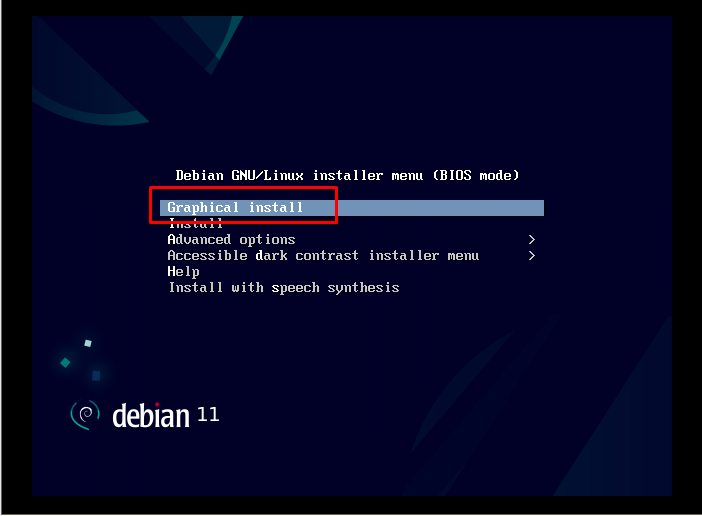 Debian GNU/Linux installer menu (BIOS mode)
Graphical install
Install
Advanced options >
Accessible dark contrast installer menu >
Help
Install with speech synthesis
debian 11